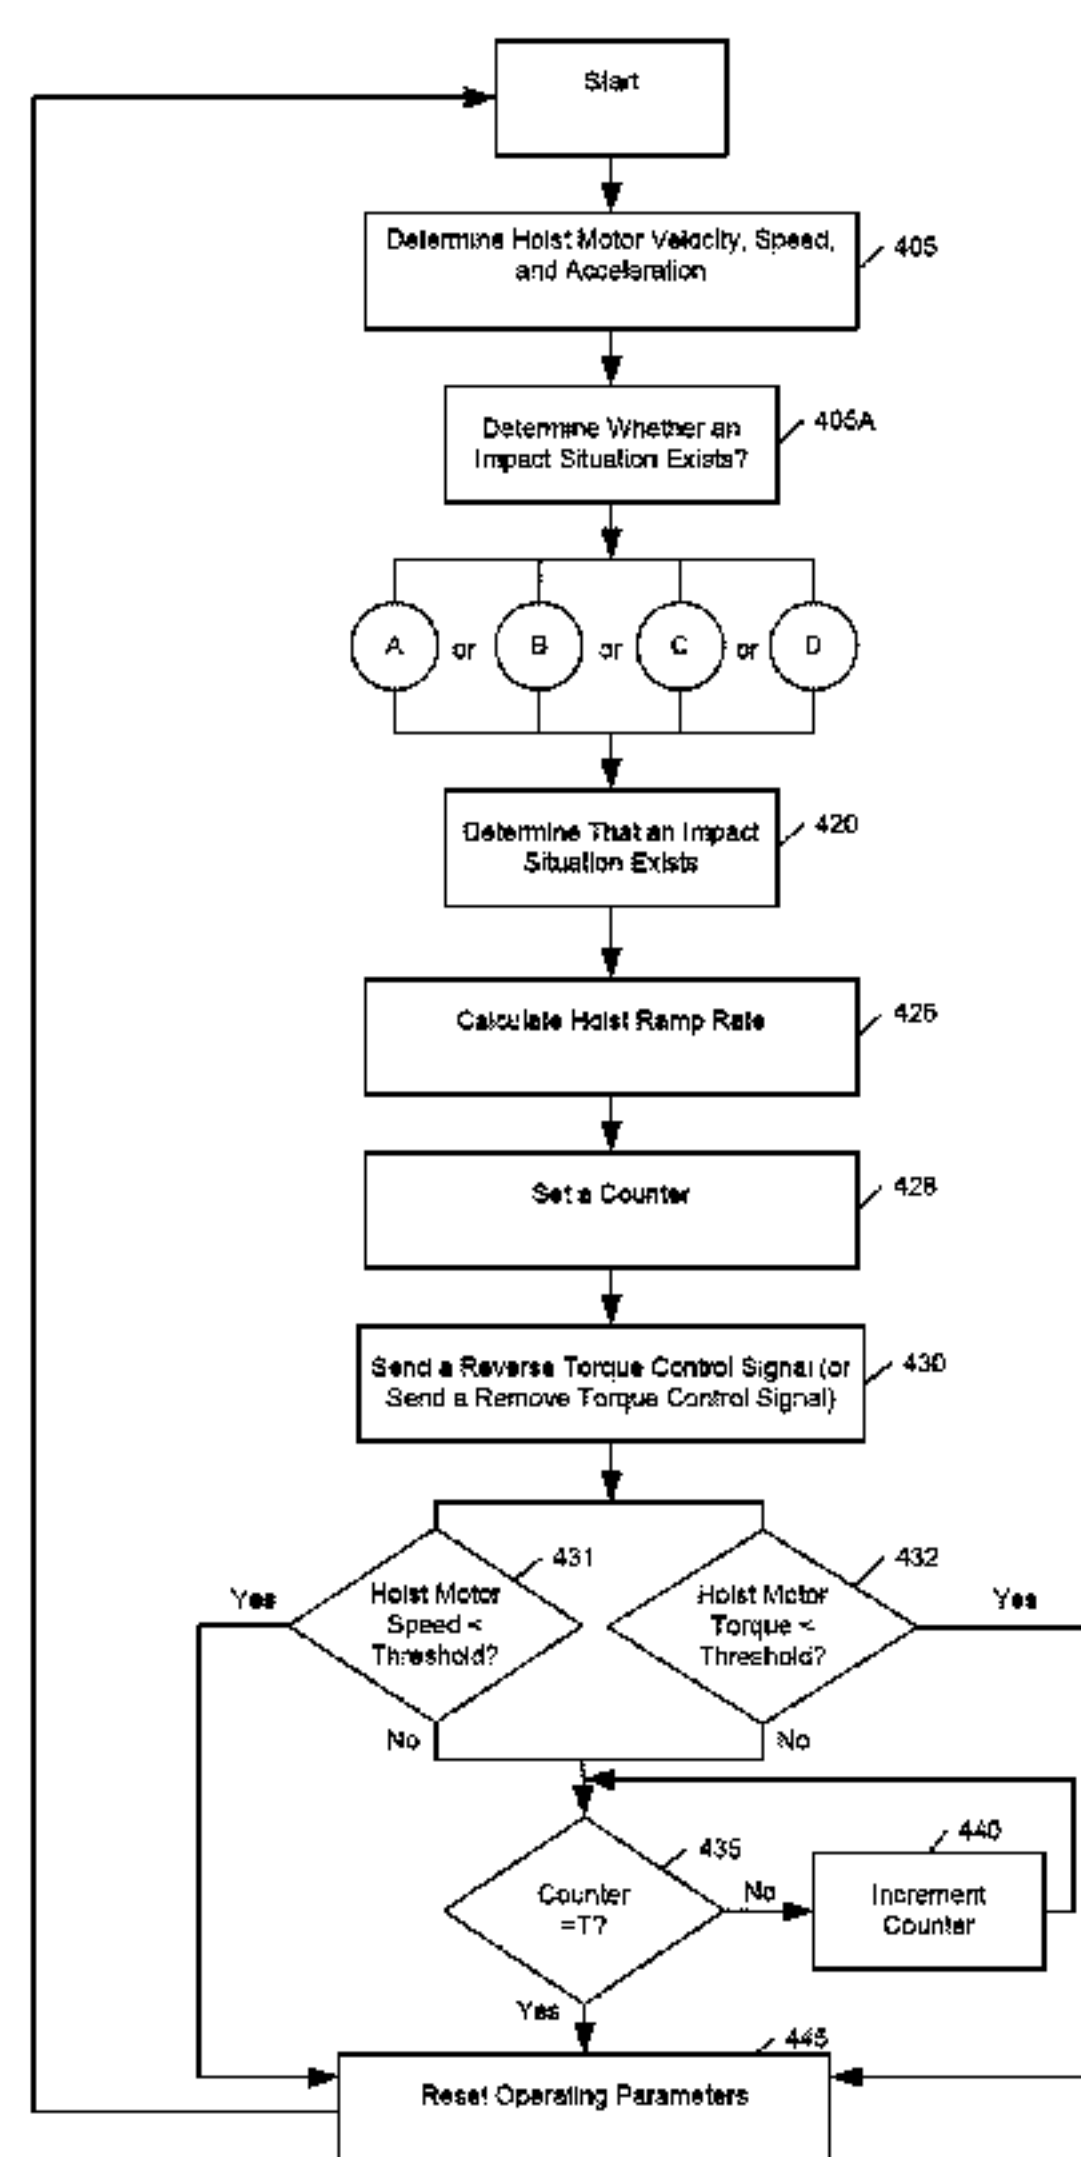 Start
Determine Hoist Motor Velocity, Speed,
and Acceleration
405
Determine Whether an
Impact Situation Exists?
405A
A or B or C or D
Determine That an Impact
Situation Exists
420
Calculate Hoist Ramp Rate
425
Set a Counter
428
Send a Reverse Torque Control Signal (or
Send a Remove Torque Control Signal)
430
431
432
Yes
Hoist Motor
Speed <
Threshold?
Hoist Motor
Torque <
Threshold?
Yes
No
No
435
440
Counter
=T?
No
Increment
Counter
Yes
445
Reset Operating Parameters